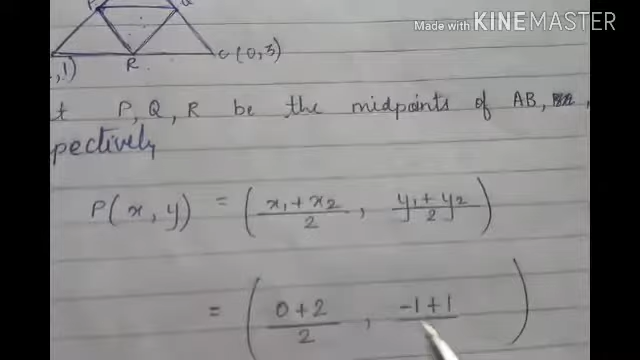 Made with KINEMASTER
P Q
, 1) R C (0, 3)
t P, Q, R be the midpoints of AB, ,
pectively
P(x, y) = (x₁ + x₂ / 2 , y₁ + y₂ / 2)
= (0 + 2 / 2 , -1 + 1)